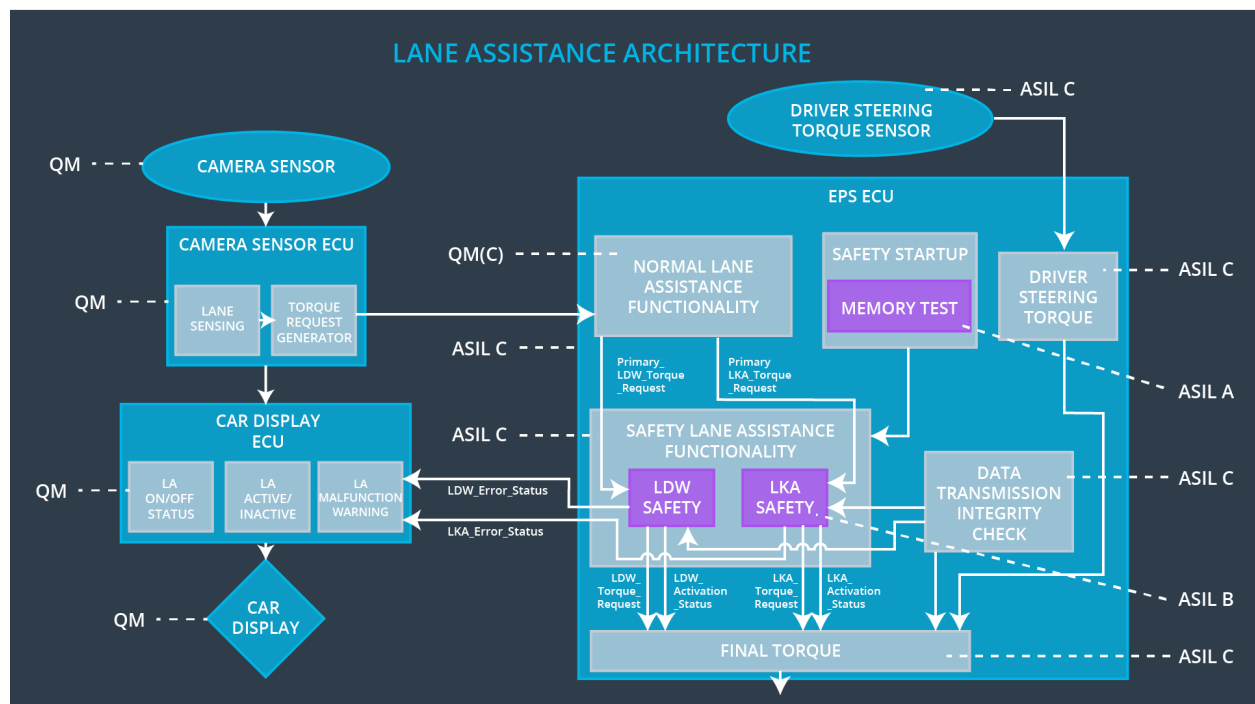 LANE ASSISTANCE ARCHITECTURE
ASIL C
DRIVER STEERING
TORQUE SENSOR
QM
CAMERA SENSOR
EPS ECU
CAMERA SENSOR ECU
QM(C)
NORMAL LANE
ASSISTANCE
FUNCTIONALITY
SAFETY STARTUP
MEMORY TEST
DRIVER
STEERING
TORQUE
ASIL C
QM
LANE
SENSING
TORQUE
REQUEST
GENERATOR
ASIL C
Primary_
LDW_Torque
_Request
Primary
LKA_Torque
_Request
ASIL A
CAR DISPLAY
ECU
ASIL C
SAFETY LANE ASSISTANCE
FUNCTIONALITY
QM
LA
ON/OFF
STATUS
LA
ACTIVE/
INACTIVE
LA
MALFUNCTION
WARNING
LDW_Error_Status
LKA_Error_Status
LDW
SAFETY
LKA
SAFETY
DATA
TRANSMISSION
INTEGRITY
CHECK
ASIL C
LDW_
Torque_
Request
LDW_
Activation
_Status
LKA_
Torque_
Request
LKA_
Activation
_Status
ASIL B
QM
CAR
DISPLAY
FINAL TORQUE
ASIL C